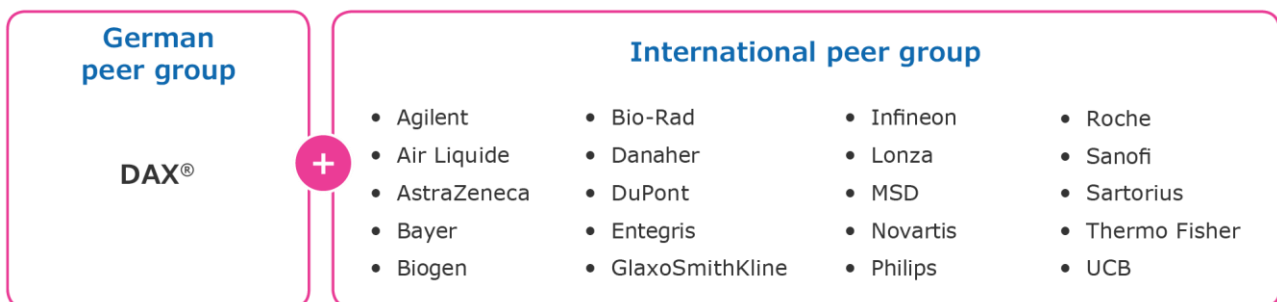 German
peer group
DAX®
+
International peer group
• Agilent
• Air Liquide
• AstraZeneca
• Bayer
• Biogen
• Bio-Rad
• Danaher
• DuPont
• Entegris
• GlaxoSmithKline
• Infineon
• Lonza
• MSD
• Novartis
• Philips
• Roche
• Sanofi
• Sartorius
• Thermo Fisher
• UCB